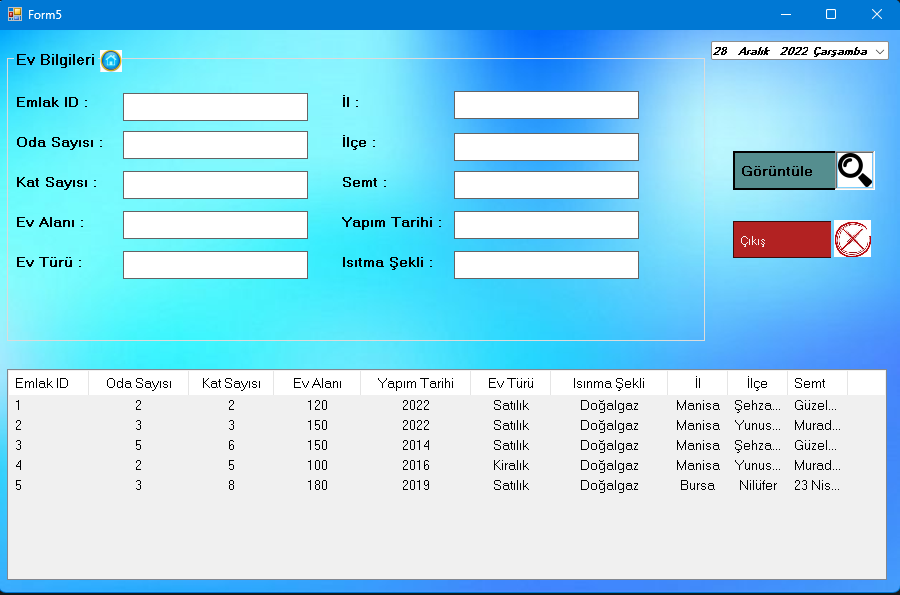 Form5
28 Aralık 2022 Çarşamba
Ev Bilgileri
Emlak ID :
İl :
Oda Sayısı :
İlçe :
Kat Sayısı :
Semt :
Ev Alanı :
Yapım Tarihi :
Ev Türü :
Isıtma Şekli :
Görüntüle
Çıkış
Emlak ID Oda Sayısı Kat Sayısı Ev Alanı Yapım Tarihi Ev Türü Isınma Şekli İl İlçe Semt
1 2 2 120 2022 Satılık Doğalgaz Manisa Şehza... Güzel...
2 3 3 150 2022 Satılık Doğalgaz Manisa Yunus... Murad...
3 5 6 150 2014 Satılık Doğalgaz Manisa Şehza... Güzel...
4 2 5 100 2016 Kiralık Doğalgaz Manisa Yunus... Murad...
5 3 8 180 2019 Satılık Doğalgaz Bursa Nilüfer 23 Nis...